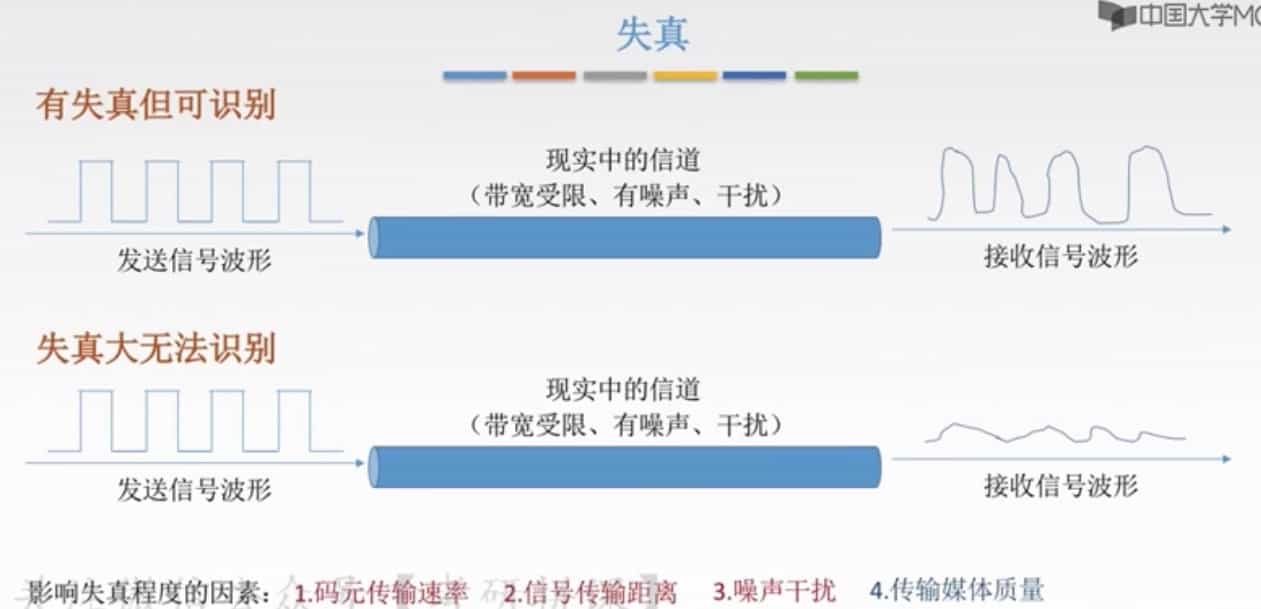 中国大学MO
失真
有失真但可识别
现实中的信道
（带宽受限、有噪声、干扰）
发送信号波形
接收信号波形
失真大无法识别
现实中的信道
（带宽受限、有噪声、干扰）
发送信号波形
接收信号波形
影响失真程度的因素： 1.码元传输速率 2.信号传输距离 3.噪声干扰 4.传输媒体质量